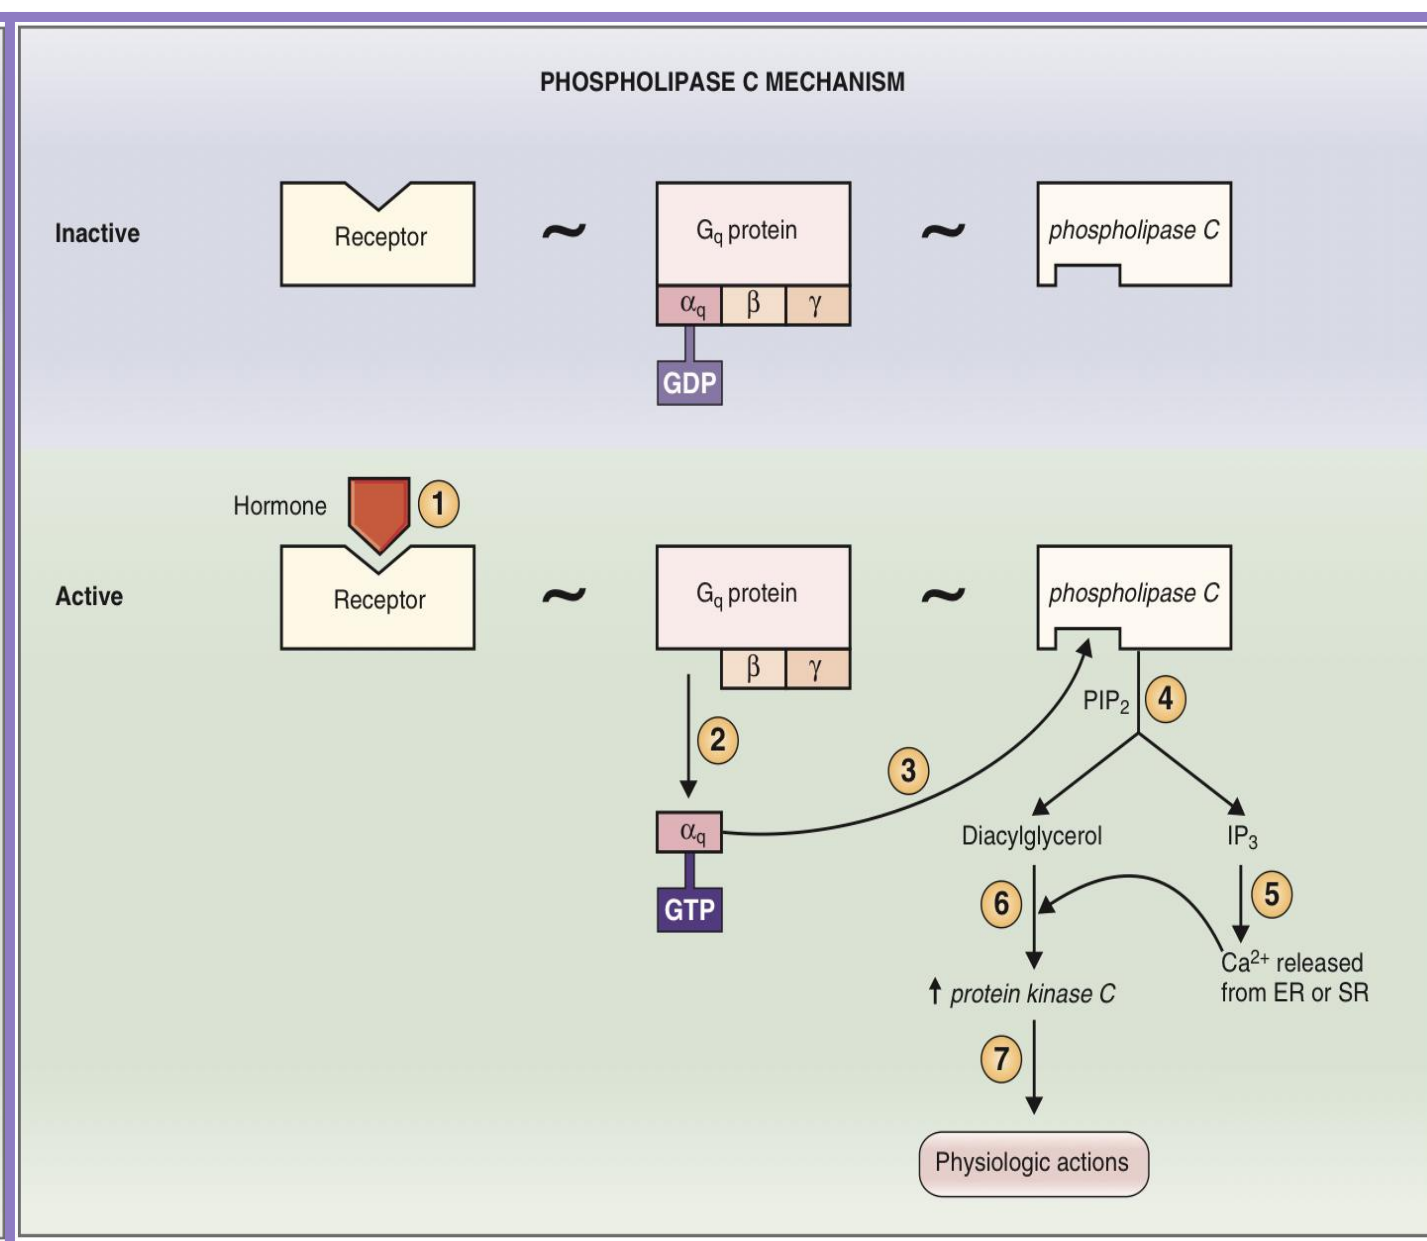 PHOSPHOLIPASE C MECHANISM
Inactive
Receptor
~
Gq protein
~
phospholipase C
αq
β
γ
GDP
Hormone
1
Active
Receptor
~
Gq protein
~
phospholipase C
β
γ
PIP2
4
2
3
αq
GTP
Diacylglycerol
IP3
6
5
Ca2+ released
from ER or SR
↑ protein kinase C
7
Physiologic actions